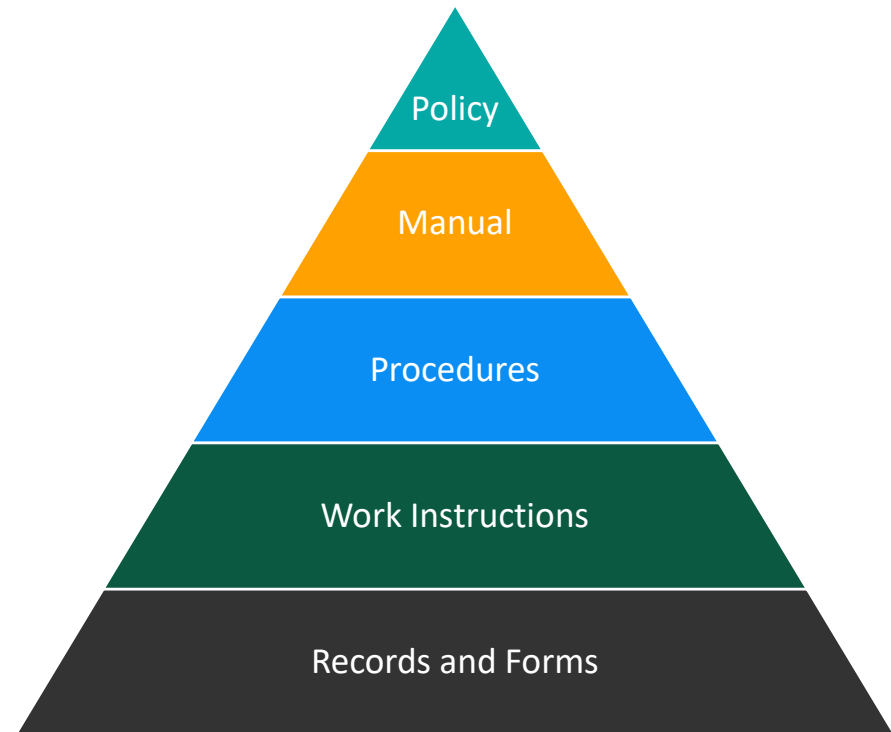 Policy
Manual
Procedures
Work Instructions
Records and Forms